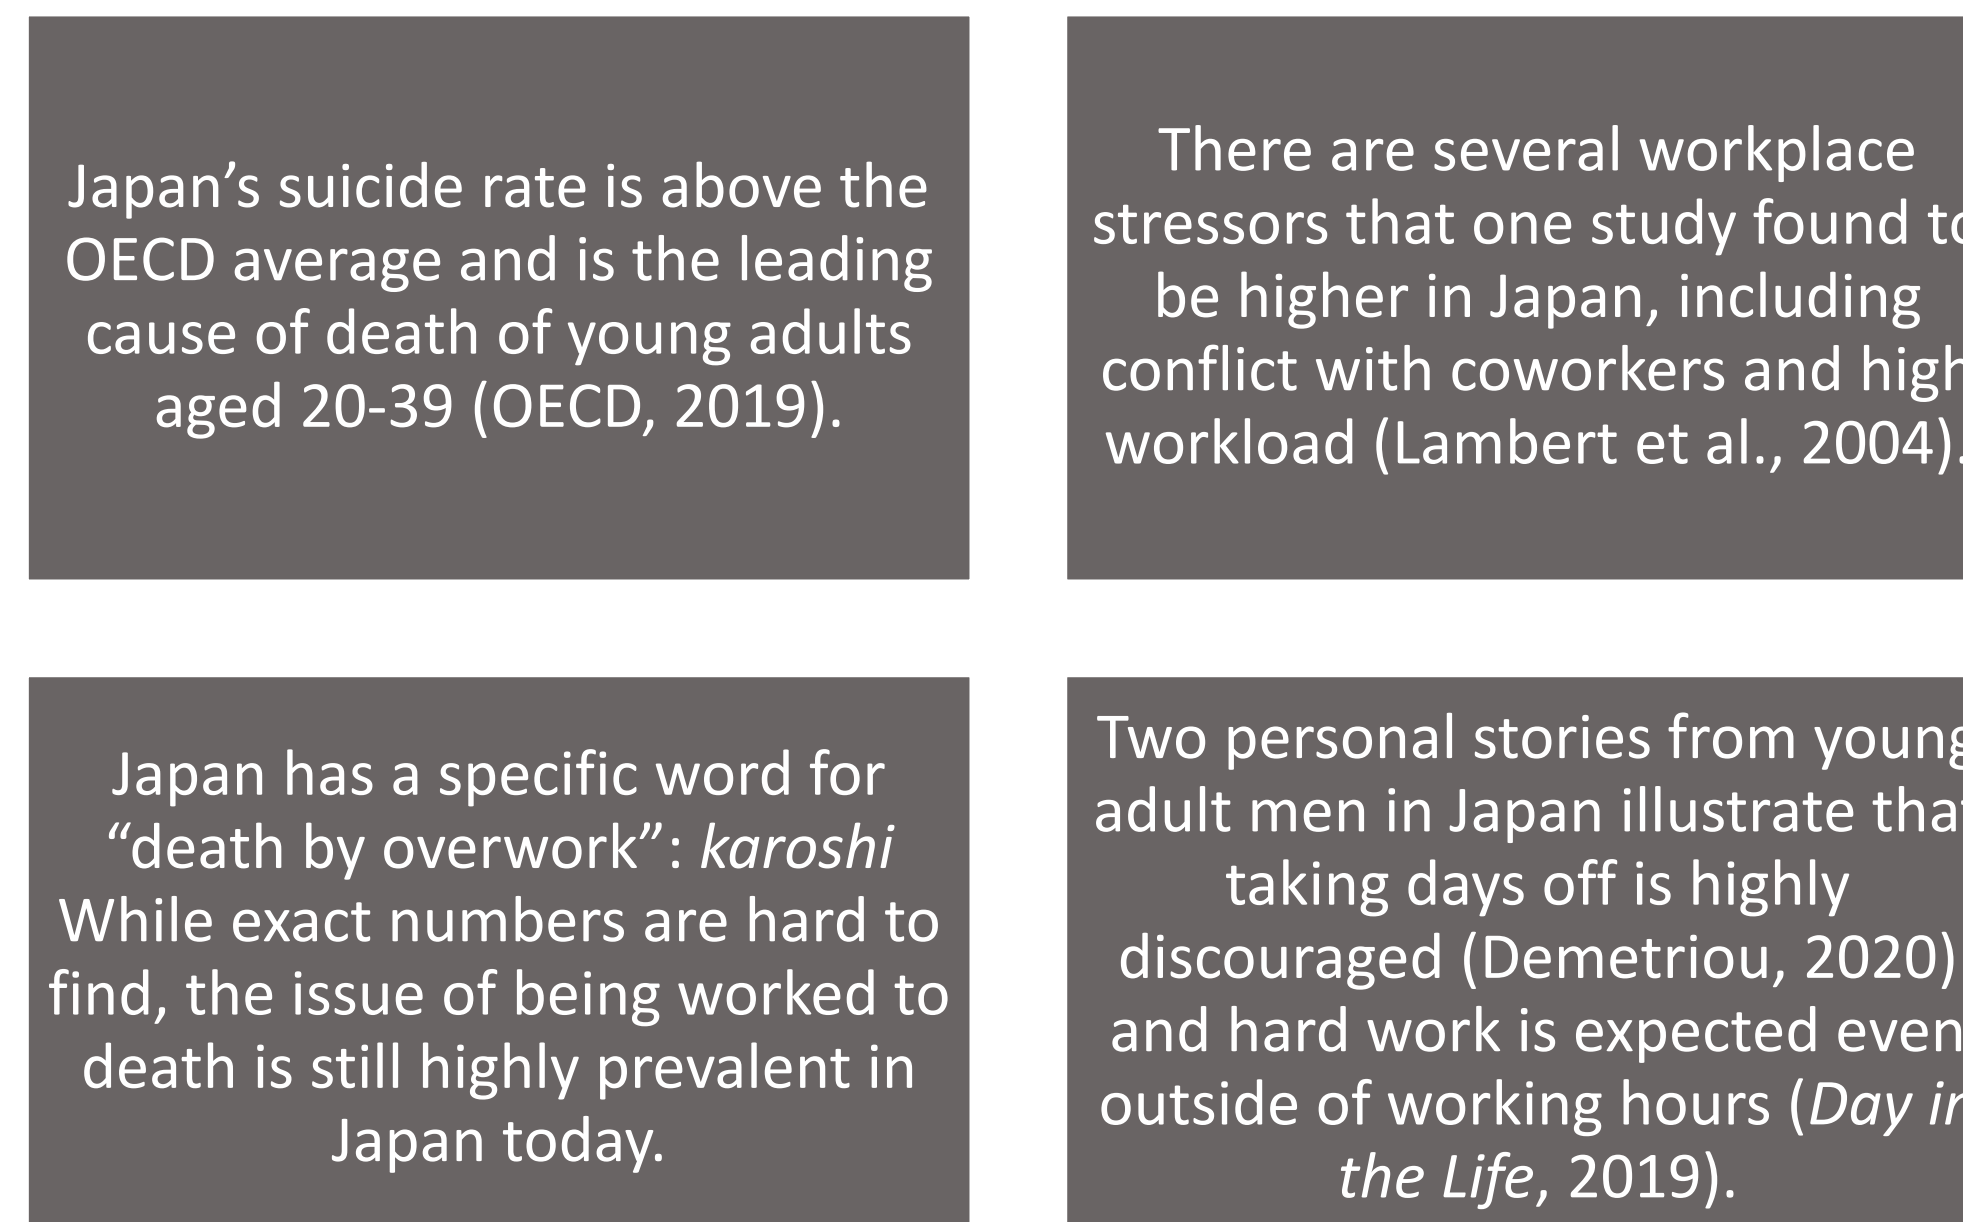 Japan’s suicide rate is above the
OECD average and is the leading
cause of death of young adults
aged 20-39 (OECD, 2019).
There are several workplace
stressors that one study found to
be higher in Japan, including
conflict with coworkers and high
workload (Lambert et al., 2004).
Japan has a specific word for
“death by overwork”: karoshi
While exact numbers are hard to
find, the issue of being worked to
death is still highly prevalent in
Japan today.
Two personal stories from young
adult men in Japan illustrate that
taking days off is highly
discouraged (Demetriou, 2020)
and hard work is expected even
outside of working hours (Day in
the Life, 2019).